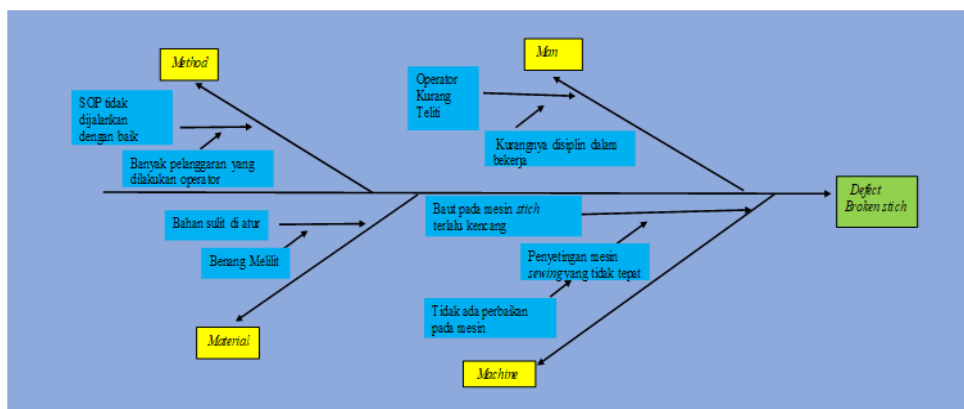 Method
Man
SOP tidak
dijalankan
dengan baik
Banyak pelanggaran yang
dilakukan operator
Operator
Kurang
Teliti
Kurangnya disiplin dalam
bekerja
Defect
Broken stich
Bahan sulit di atur
Benang Melilit
Baut pada mesin stich
terlalu kencang
Penyetingan mesin
sewing yang tidak tepat
Tidak ada perbaikan
pada mesin
Material
Machine